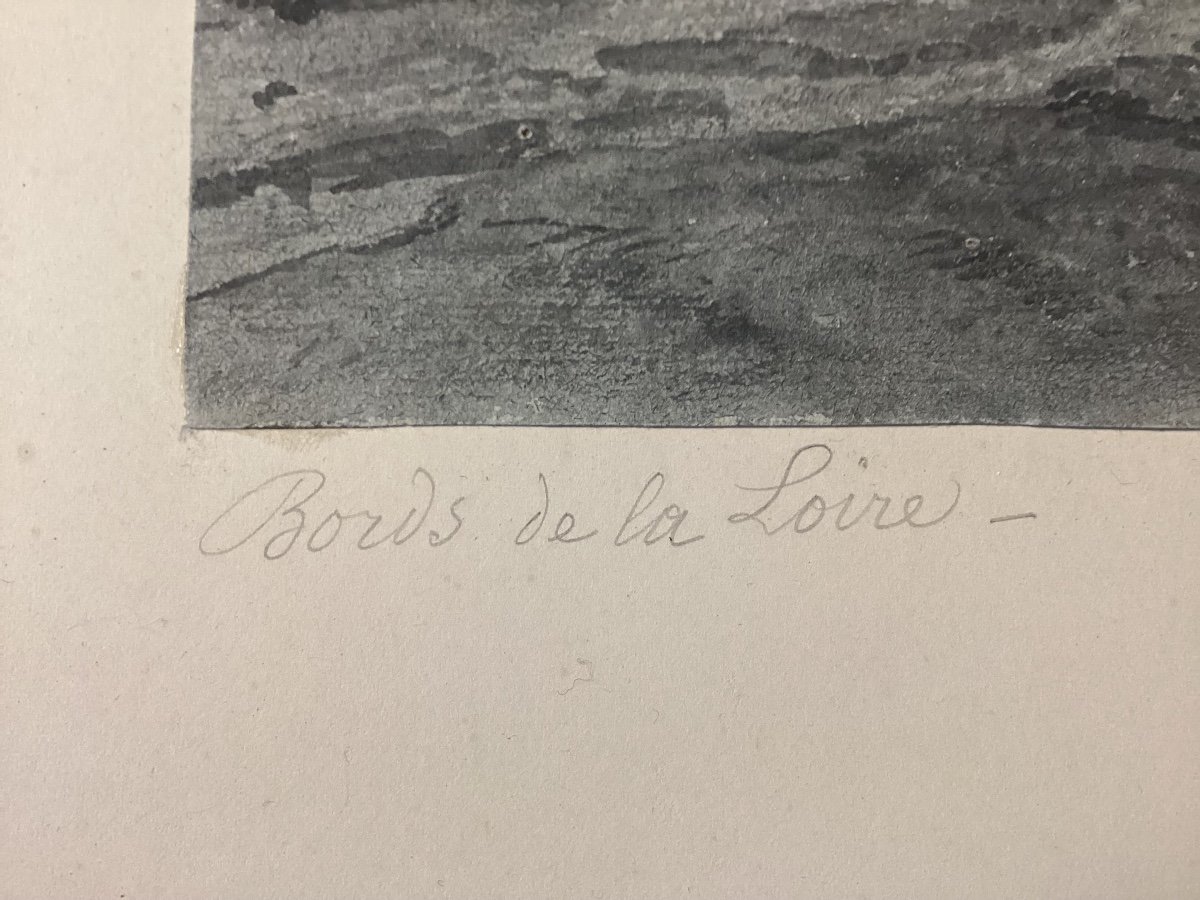 Bords de la Loire –